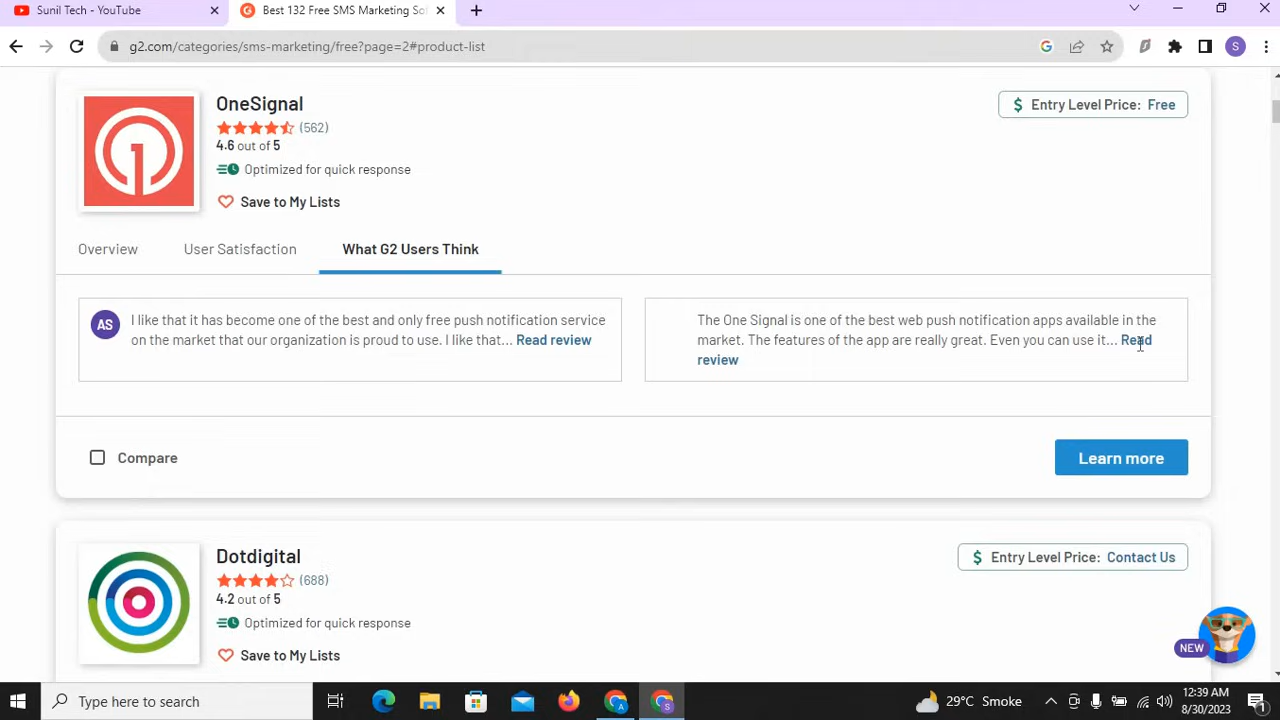 Sunil Tech - YouTube
Best 132 Free SMS Marketing So
g2.com/categories/sms-marketing/free?page=2#product-list
S
OneSignal
$ Entry Level Price: Free
(562)
4.6 out of 5
Optimized for quick response
Save to My Lists
Overview
User Satisfaction
What G2 Users Think
AS
I like that it has become one of the best and only free push notification service
on the market that our organization is proud to use. I like that... Read review
The One Signal is one of the best web push notification apps available in the
market. The features of the app are really great. Even you can use it... Read
review
Compare
Learn more
Dotdigital
$ Entry Level Price: Contact Us
(688)
4.2 out of 5
Optimized for quick response
Save to My Lists
NEW
Type here to search
29°C Smoke
12:39 AM
8/30/2023